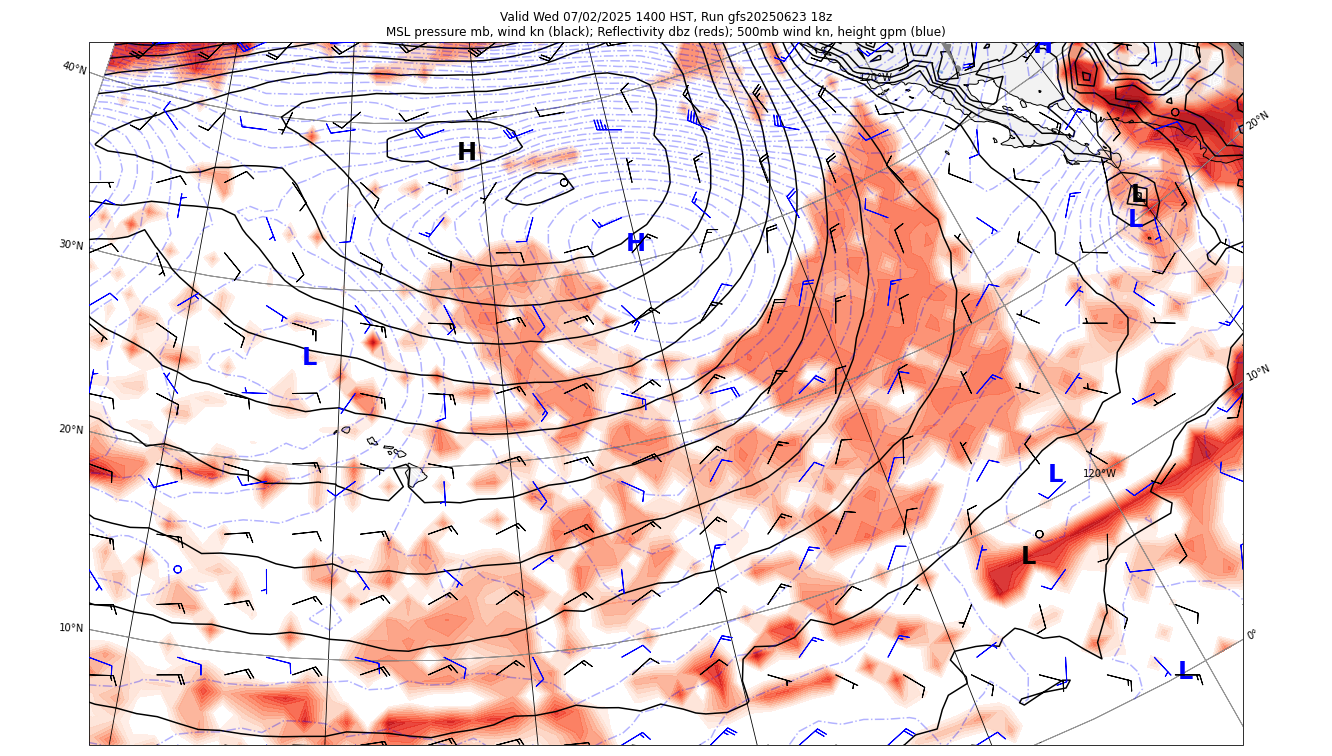 Valid Wed 07/02/2025 1400 HST, Run gfs20250623 18z
MSL pressure mb, wind kn (black); Reflectivity dbz (reds); 500mb wind kn, height gpm (blue)
H
40°N
120°W
20°N
H
L
L
30°N
H
L
10°N
20°N
L
120°W
L
10°N
0°
L